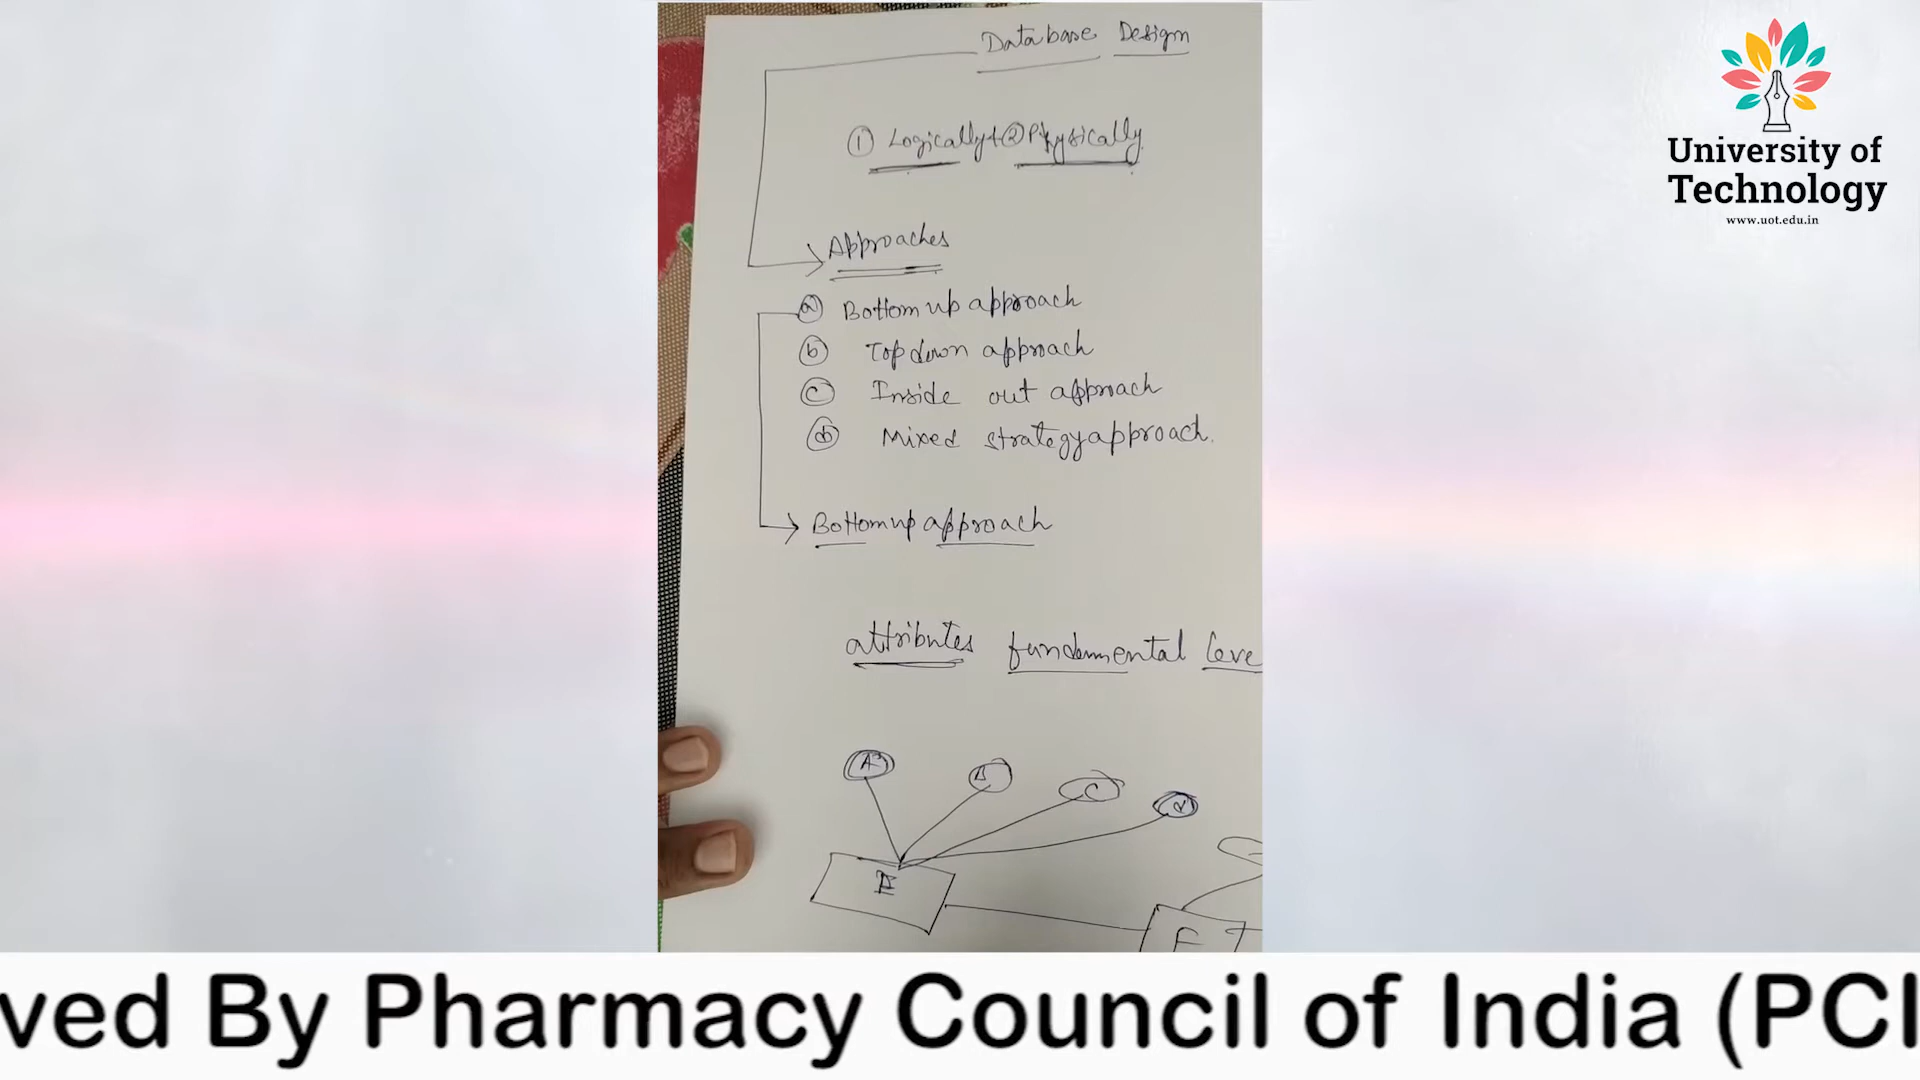 Database Design
① Logically & ② Physically
Approaches
ⓐ Bottom up approach
ⓑ Top down approach
ⓒ Inside out approach
ⓓ Mixed strategy approach.
Bottom up approach
attributes fundamental leve
A B C d
E
University of
Technology
www.uot.edu.in
ved By Pharmacy Council of India (PCI